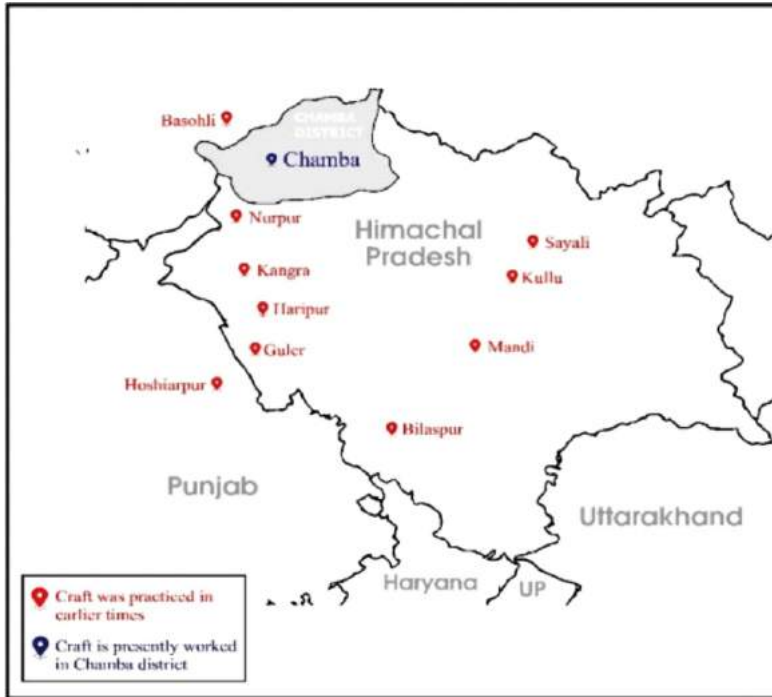 Basohli
CHAMBA
DISTRICT
Chamba
Nurpur
Himachal
Pradesh
Sayali
Kangra
Kullu
Haripur
Guler
Mandi
Hoshiarpur
Bilaspur
Punjab
Uttarakhand
Haryana
UP
Craft was practiced in
earlier times
Craft is presently worked
in Chamba district